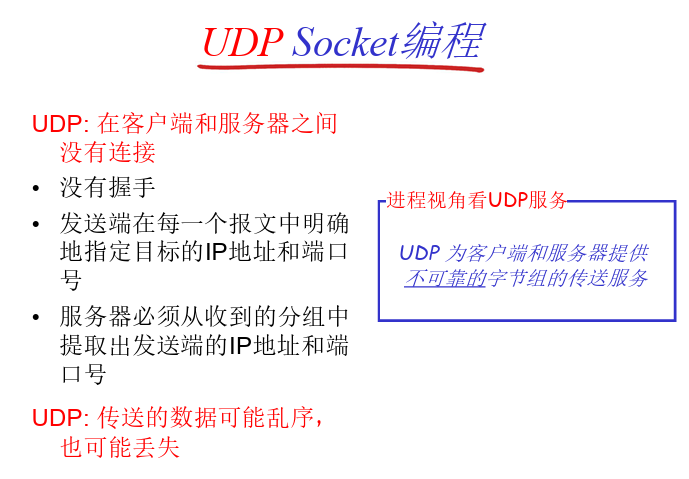 UDP Socket编程
UDP: 在客户端和服务器之间
没有连接
• 没有握手
• 发送端在每一个报文中明确
地指定目标的IP地址和端口
号
• 服务器必须从收到的分组中
提取出发送端的IP地址和端
口号
UDP: 传送的数据可能乱序，
也可能丢失
进程视角看UDP服务
UDP 为客户端和服务器提供
不可靠的字节组的传送服务